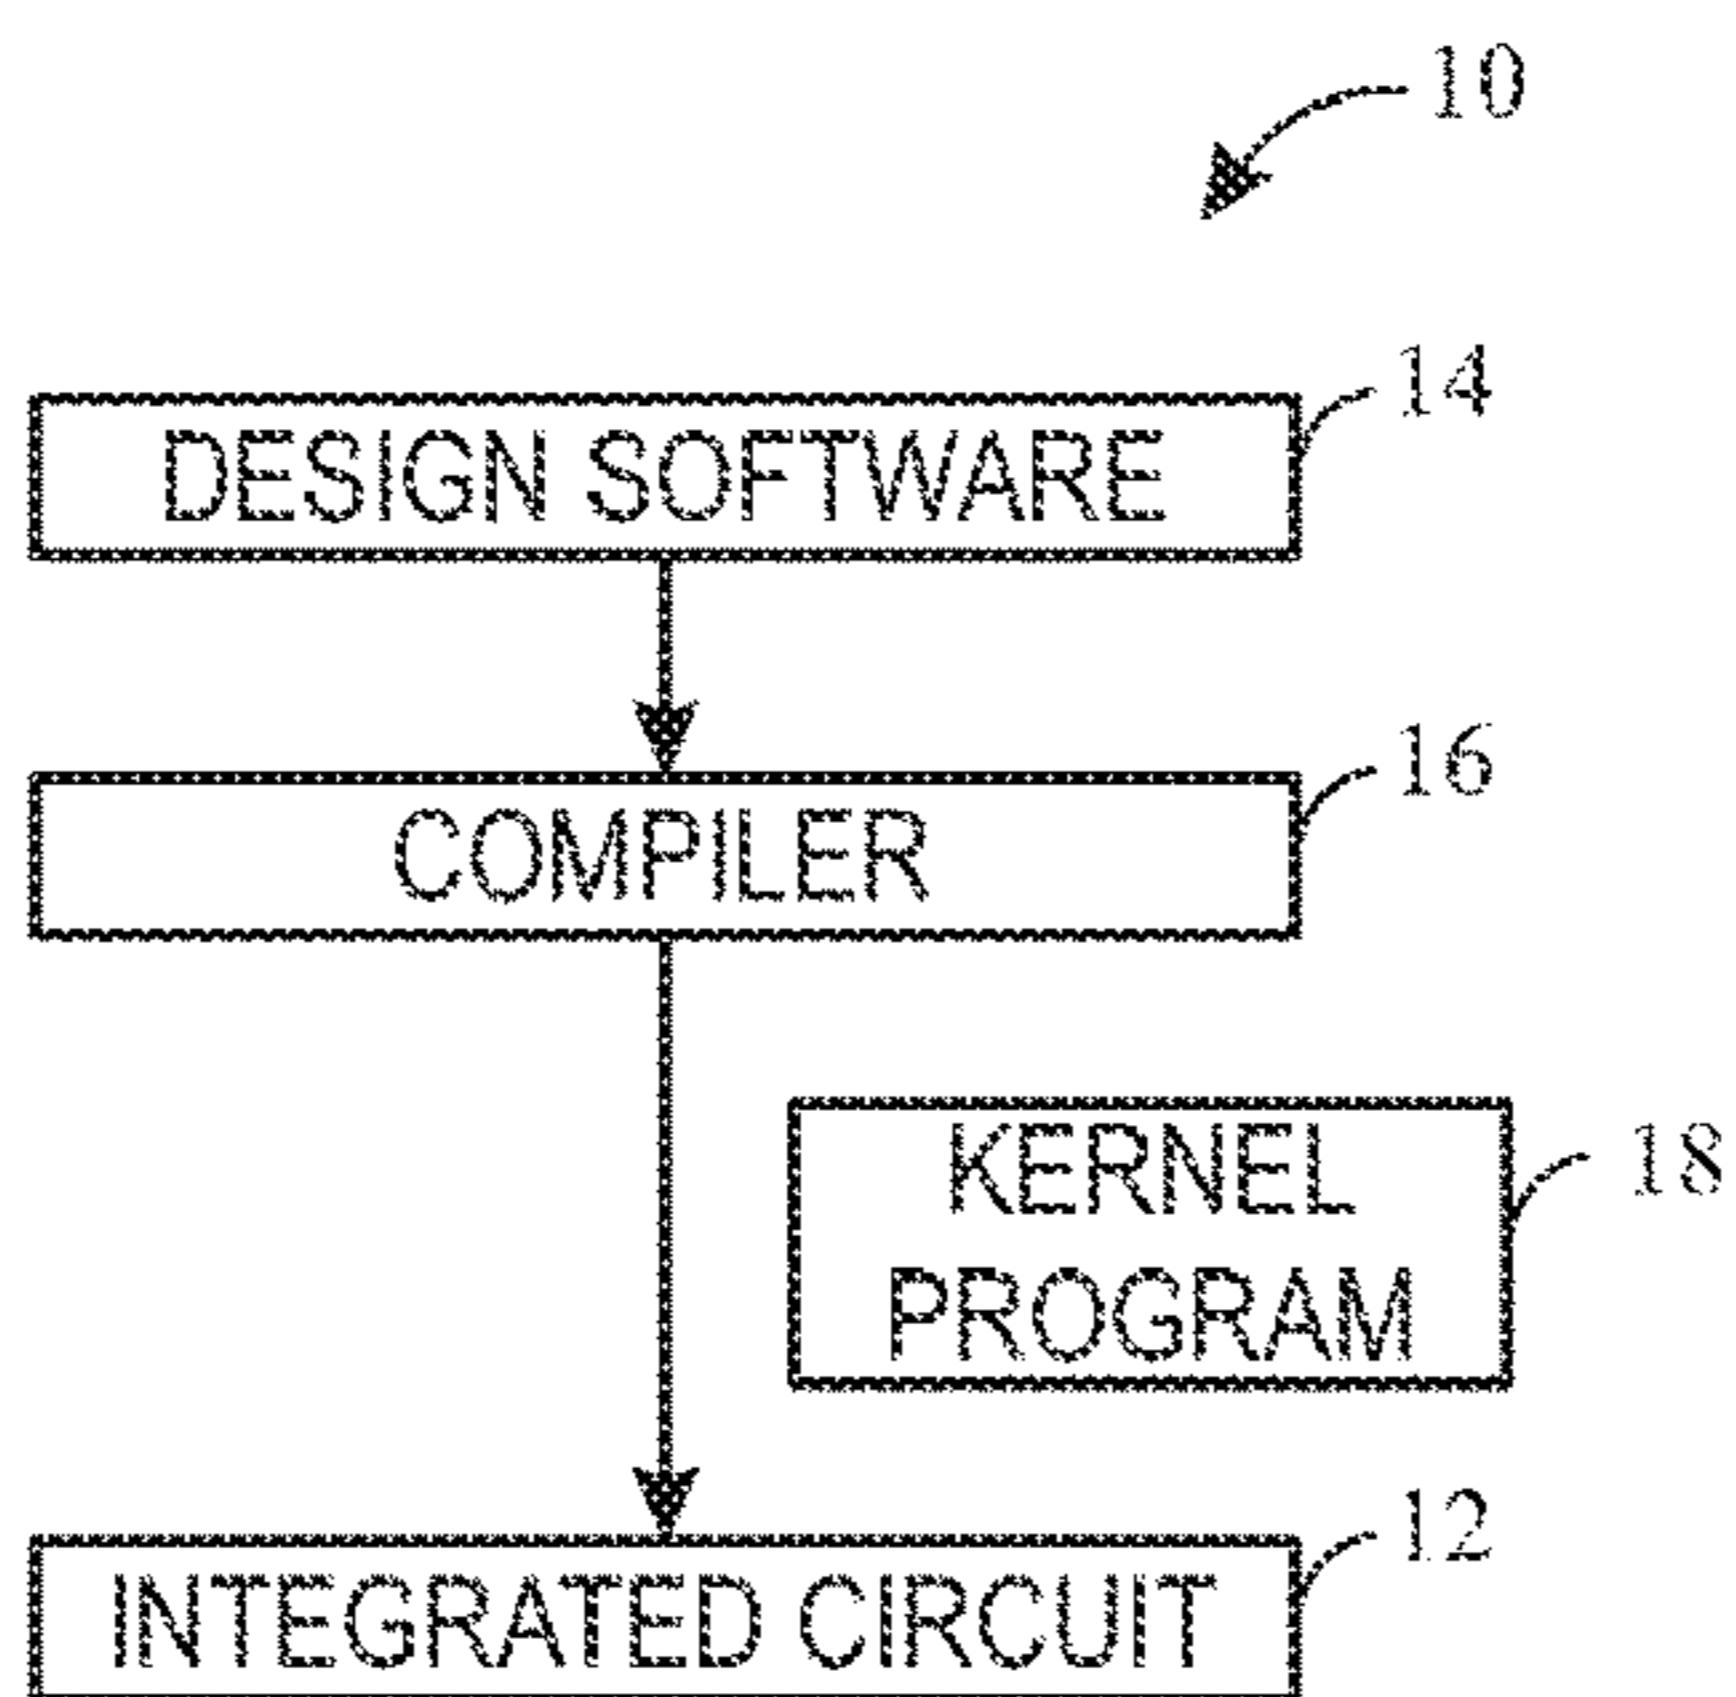 10
14
DESIGN SOFTWARE
16
COMPILER
KERNEL
18
PROGRAM
12
INTEGRATED CIRCUIT